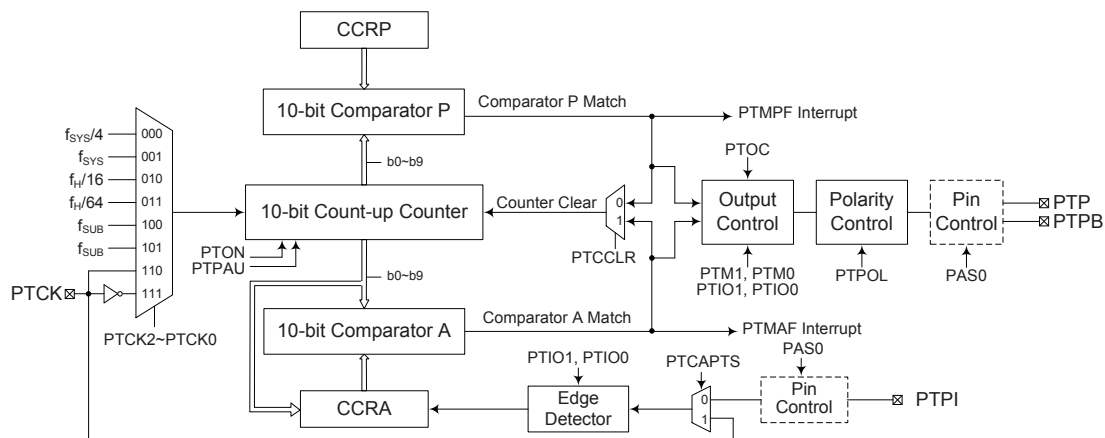 CCRP
10-bit Comparator P
Comparator P Match
PTMPF Interrupt
fSYS/4
000
fSYS
001
fH/16
010
fH/64
011
fSUB
100
fSUB
101
110
111
PTCK
PTCK2~PTCK0
b0~b9
10-bit Count-up Counter
Counter Clear
0
1
PTCCLR
PTON
PTPAU
PTOC
Output
Control
PTM1, PTM0
PTIO1, PTIO0
Polarity
Control
PTPOL
Pin
Control
PAS0
PTP
PTPB
b0~b9
10-bit Comparator A
Comparator A Match
PTMAF Interrupt
CCRA
PTIO1, PTIO0
Edge
Detector
PTCAPTS
0
1
PAS0
Pin
Control
PTPI